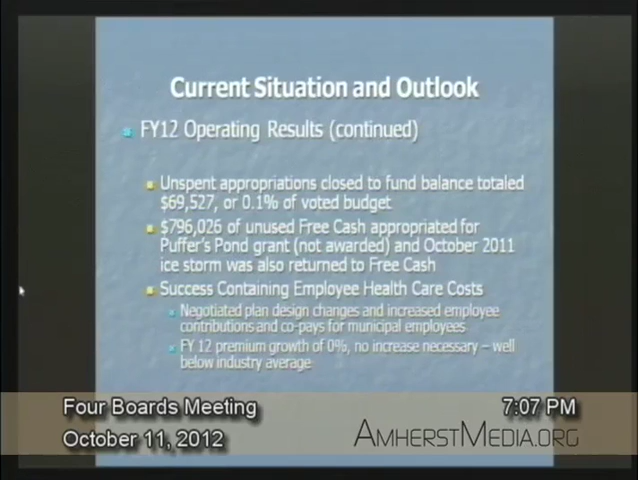 Current Situation and Outlook
FY12 Operating Results (continued)
Unspent appropriations closed to fund balance totaled
$69,527, or 0.1% of voted budget
$796,026 of unused Free Cash appropriated for
Puffer's Pond grant (not awarded) and October 2011
ice storm was also returned to Free Cash
Success Containing Employee Health Care Costs
Negotiated plan design changes and increased employee
contributions and co-pays for municipal employees
FY 12 premium growth of 0%, no increase necessary – well
below industry average
Four Boards Meeting
7:07 PM
October 11, 2012
AMHERSTMEDIA.ORG